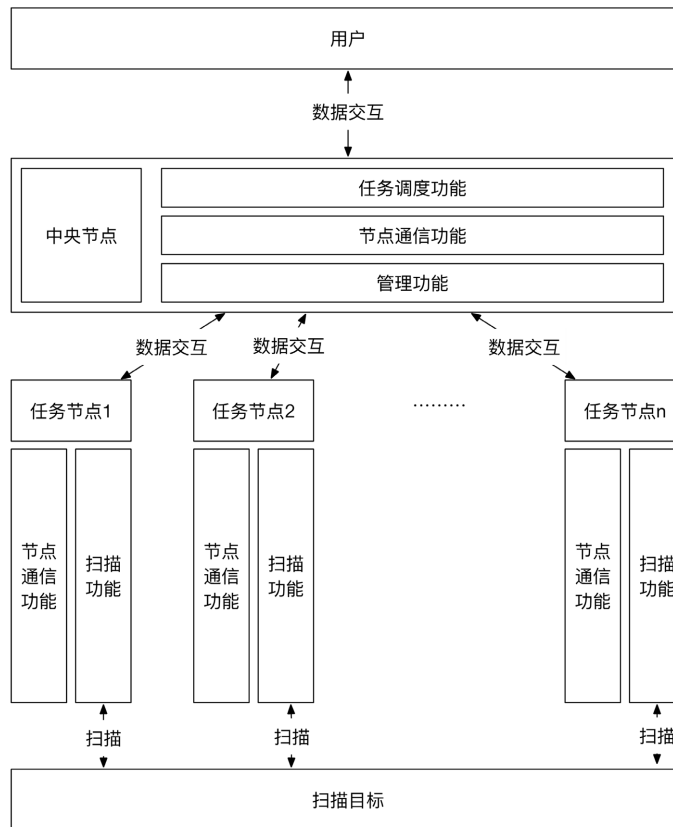 用户
数据交互
中央节点
任务调度功能
节点通信功能
管理功能
数据交互
数据交互
数据交互
任务节点1
任务节点2
………
任务节点n
节点
通信
功能
扫描
功能
节点
通信
功能
扫描
功能
节点
通信
功能
扫描
功能
扫描
扫描
扫描
扫描目标